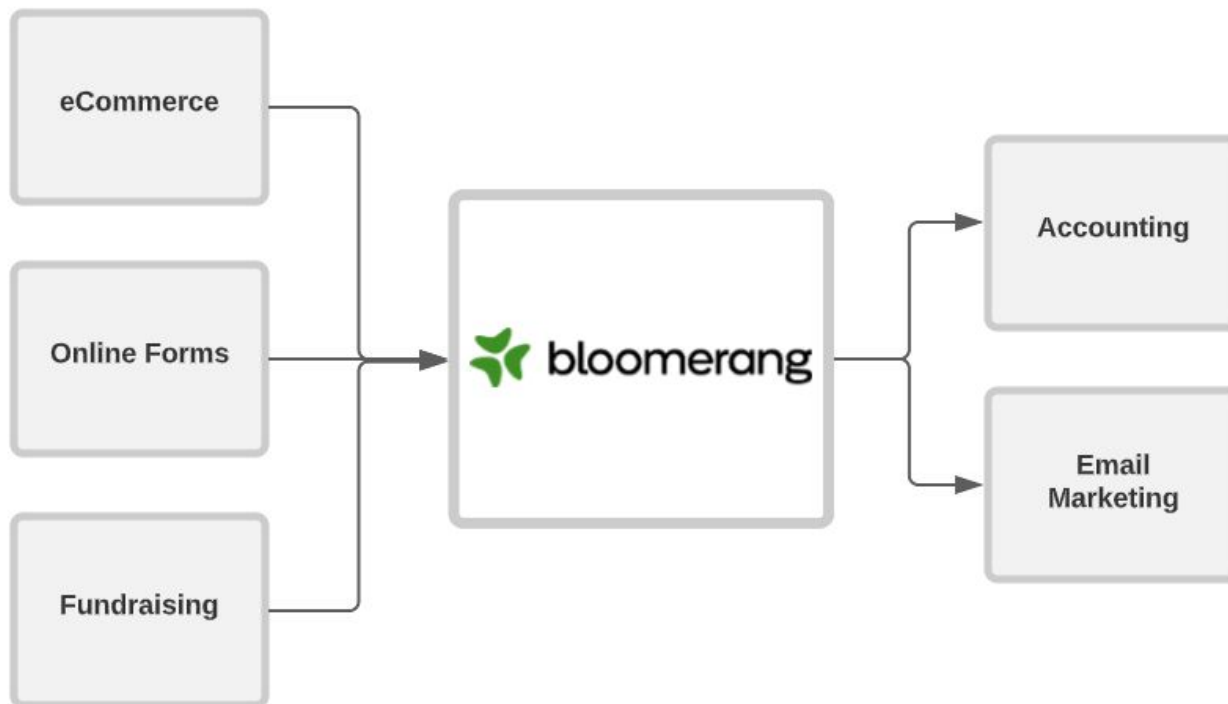 eCommerce
Online Forms
Fundraising
bloomerang
Accounting
Email
Marketing